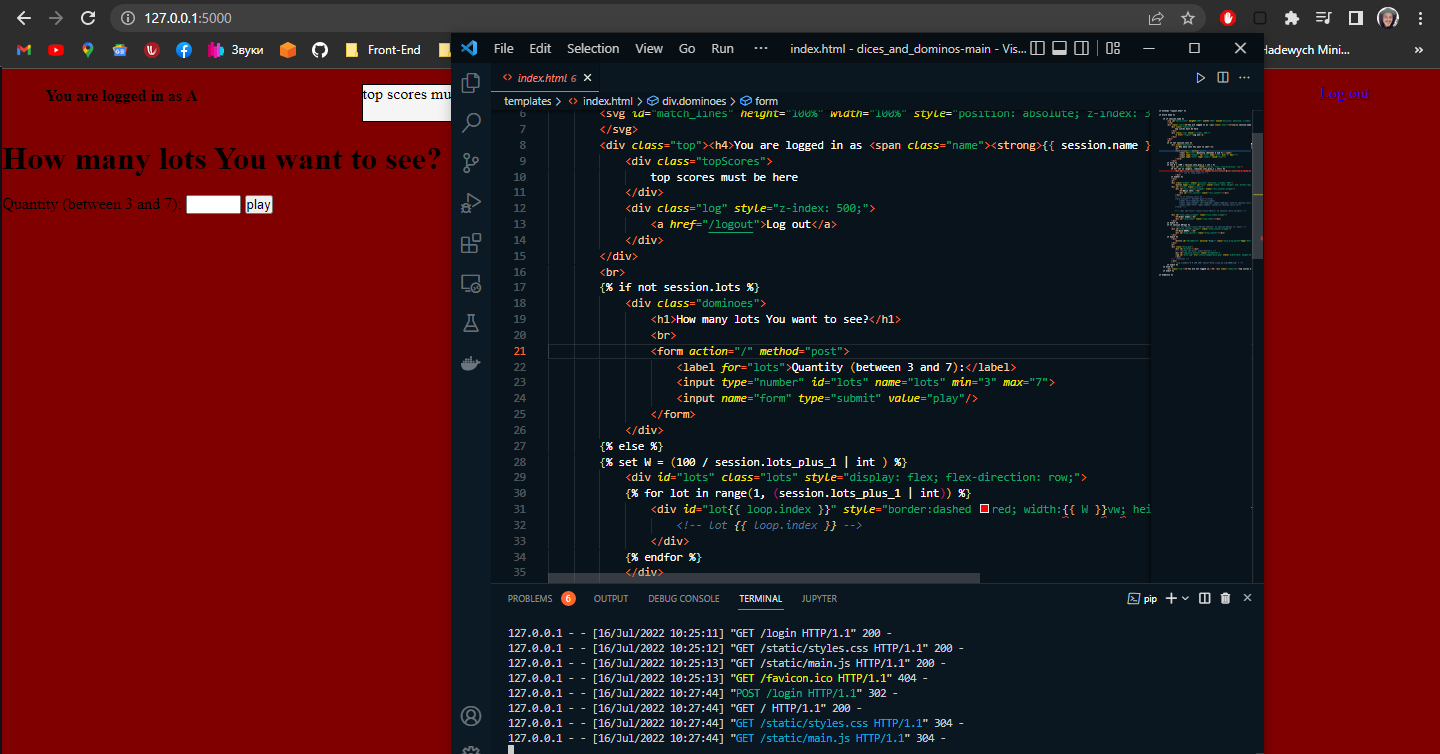 127.0.0.1:5000
Звуки
Front-End
Hadewych Mini...
»
You are logged in as A
top scores mu
Log out
How many lots You want to see?
Quantity (between 3 and 7):
play
File Edit Selection View Go Run ··· index.html - dices_and_dominos-main - Vis...
index.html 6
templates > index.html > div.dominoes > form
6 <svg id="match_lines" height="100%" width="100%" style="position: absolute; z-index: 3
7 </svg>
8 <div class="top"><h4>You are logged in as <span class="name"><strong>{{ session.name }
9 <div class="topScores">
10 top scores must be here
11 </div>
12 <div class="log" style="z-index: 500;">
13 <a href="/logout">Log out</a>
14 </div>
15 </div>
16 <br>
17 {% if not session.lots %}
18 <div class="dominoes">
19 <h1>How many lots You want to see?</h1>
20 <br>
21 <form action="/" method="post">
22 <label for="lots">Quantity (between 3 and 7):</label>
23 <input type="number" id="lots" name="lots" min="3" max="7">
24 <input name="form" type="submit" value="play"/>
25 </form>
26 </div>
27 {% else %}
28 {% set W = (100 / session.lots_plus_1 | int ) %}
29 <div id="lots" class="lots" style="display: flex; flex-direction: row;">
30 {% for lot in range(1, (session.lots_plus_1 | int)) %}
31 <div id="lot{{ loop.index }}" style="border:dashed red; width:{{ W }}vw; hei
32 <!-- lot {{ loop.index }} -->
33 </div>
34 {% endfor %}
35 </div>
PROBLEMS 6 OUTPUT DEBUG CONSOLE TERMINAL JUPYTER pip
127.0.0.1 - - [16/Jul/2022 10:25:11] "GET /login HTTP/1.1" 200 -
127.0.0.1 - - [16/Jul/2022 10:25:12] "GET /static/styles.css HTTP/1.1" 200 -
127.0.0.1 - - [16/Jul/2022 10:25:13] "GET /static/main.js HTTP/1.1" 200 -
127.0.0.1 - - [16/Jul/2022 10:25:13] "GET /favicon.ico HTTP/1.1" 404 -
127.0.0.1 - - [16/Jul/2022 10:27:44] "POST /login HTTP/1.1" 302 -
127.0.0.1 - - [16/Jul/2022 10:27:44] "GET / HTTP/1.1" 200 -
127.0.0.1 - - [16/Jul/2022 10:27:44] "GET /static/styles.css HTTP/1.1" 304 -
127.0.0.1 - - [16/Jul/2022 10:27:44] "GET /static/main.js HTTP/1.1" 304 -